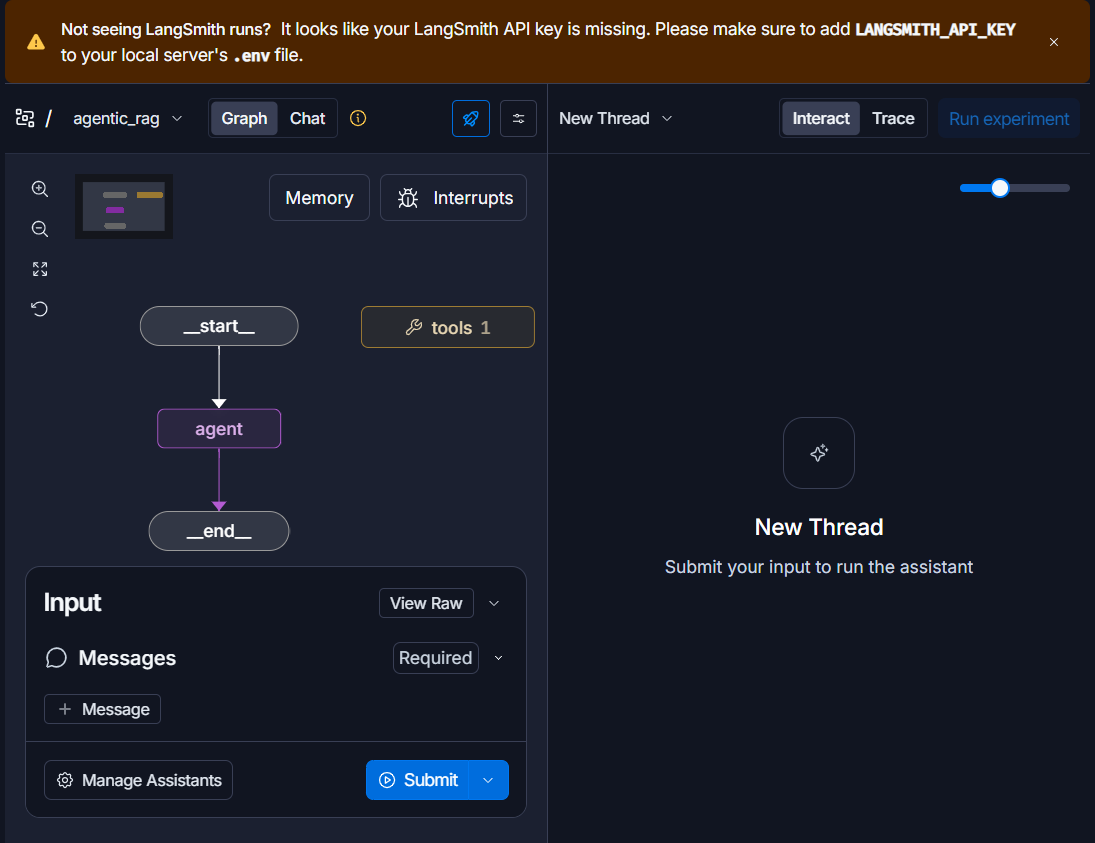 Not seeing LangSmith runs? It looks like your LangSmith API key is missing. Please make sure to add LANGSMITH_API_KEY
to your local server's .env file.
/ agentic_rag
Graph Chat
New Thread
Interact Trace
Run experiment
Memory
Interrupts
__start__
tools 1
agent
__end__
New Thread
Submit your input to run the assistant
Input
View Raw
Messages
Required
+ Message
Manage Assistants
Submit